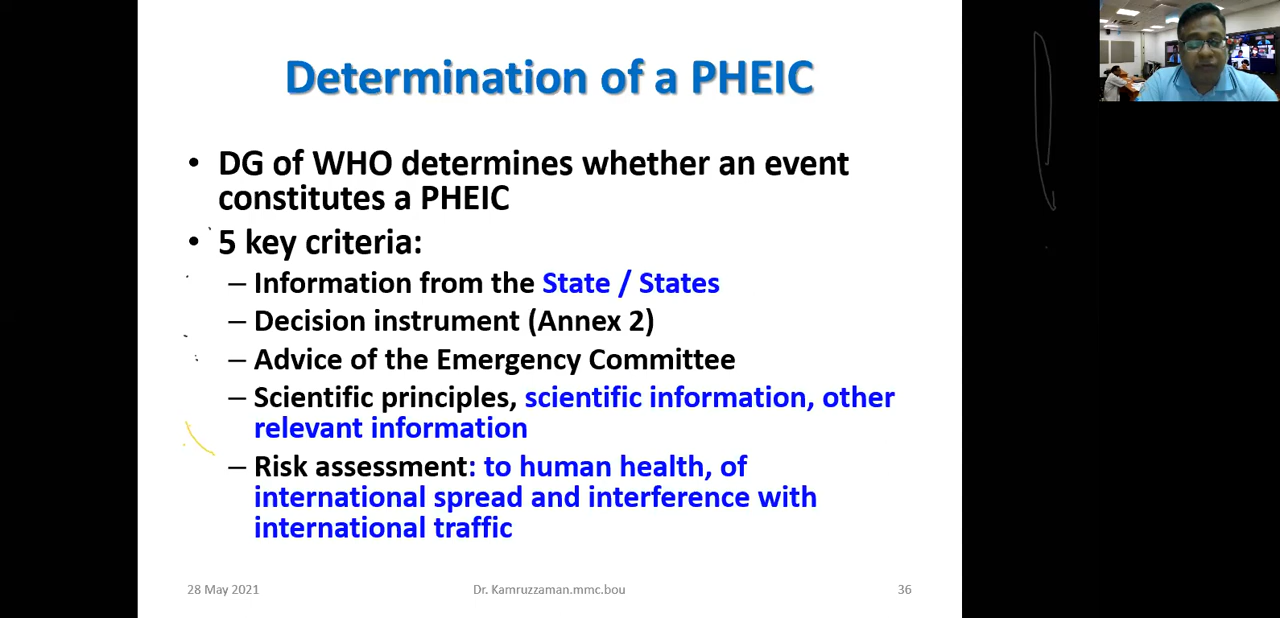 Determination of a PHEIC
• DG of WHO determines whether an event
constitutes a PHEIC
• 5 key criteria:
– Information from the State / States
– Decision instrument (Annex 2)
– Advice of the Emergency Committee
– Scientific principles, scientific information, other
relevant information
– Risk assessment: to human health, of
international spread and interference with
international traffic
28 May 2021
Dr. Kamruzzaman.mmc.bou
36